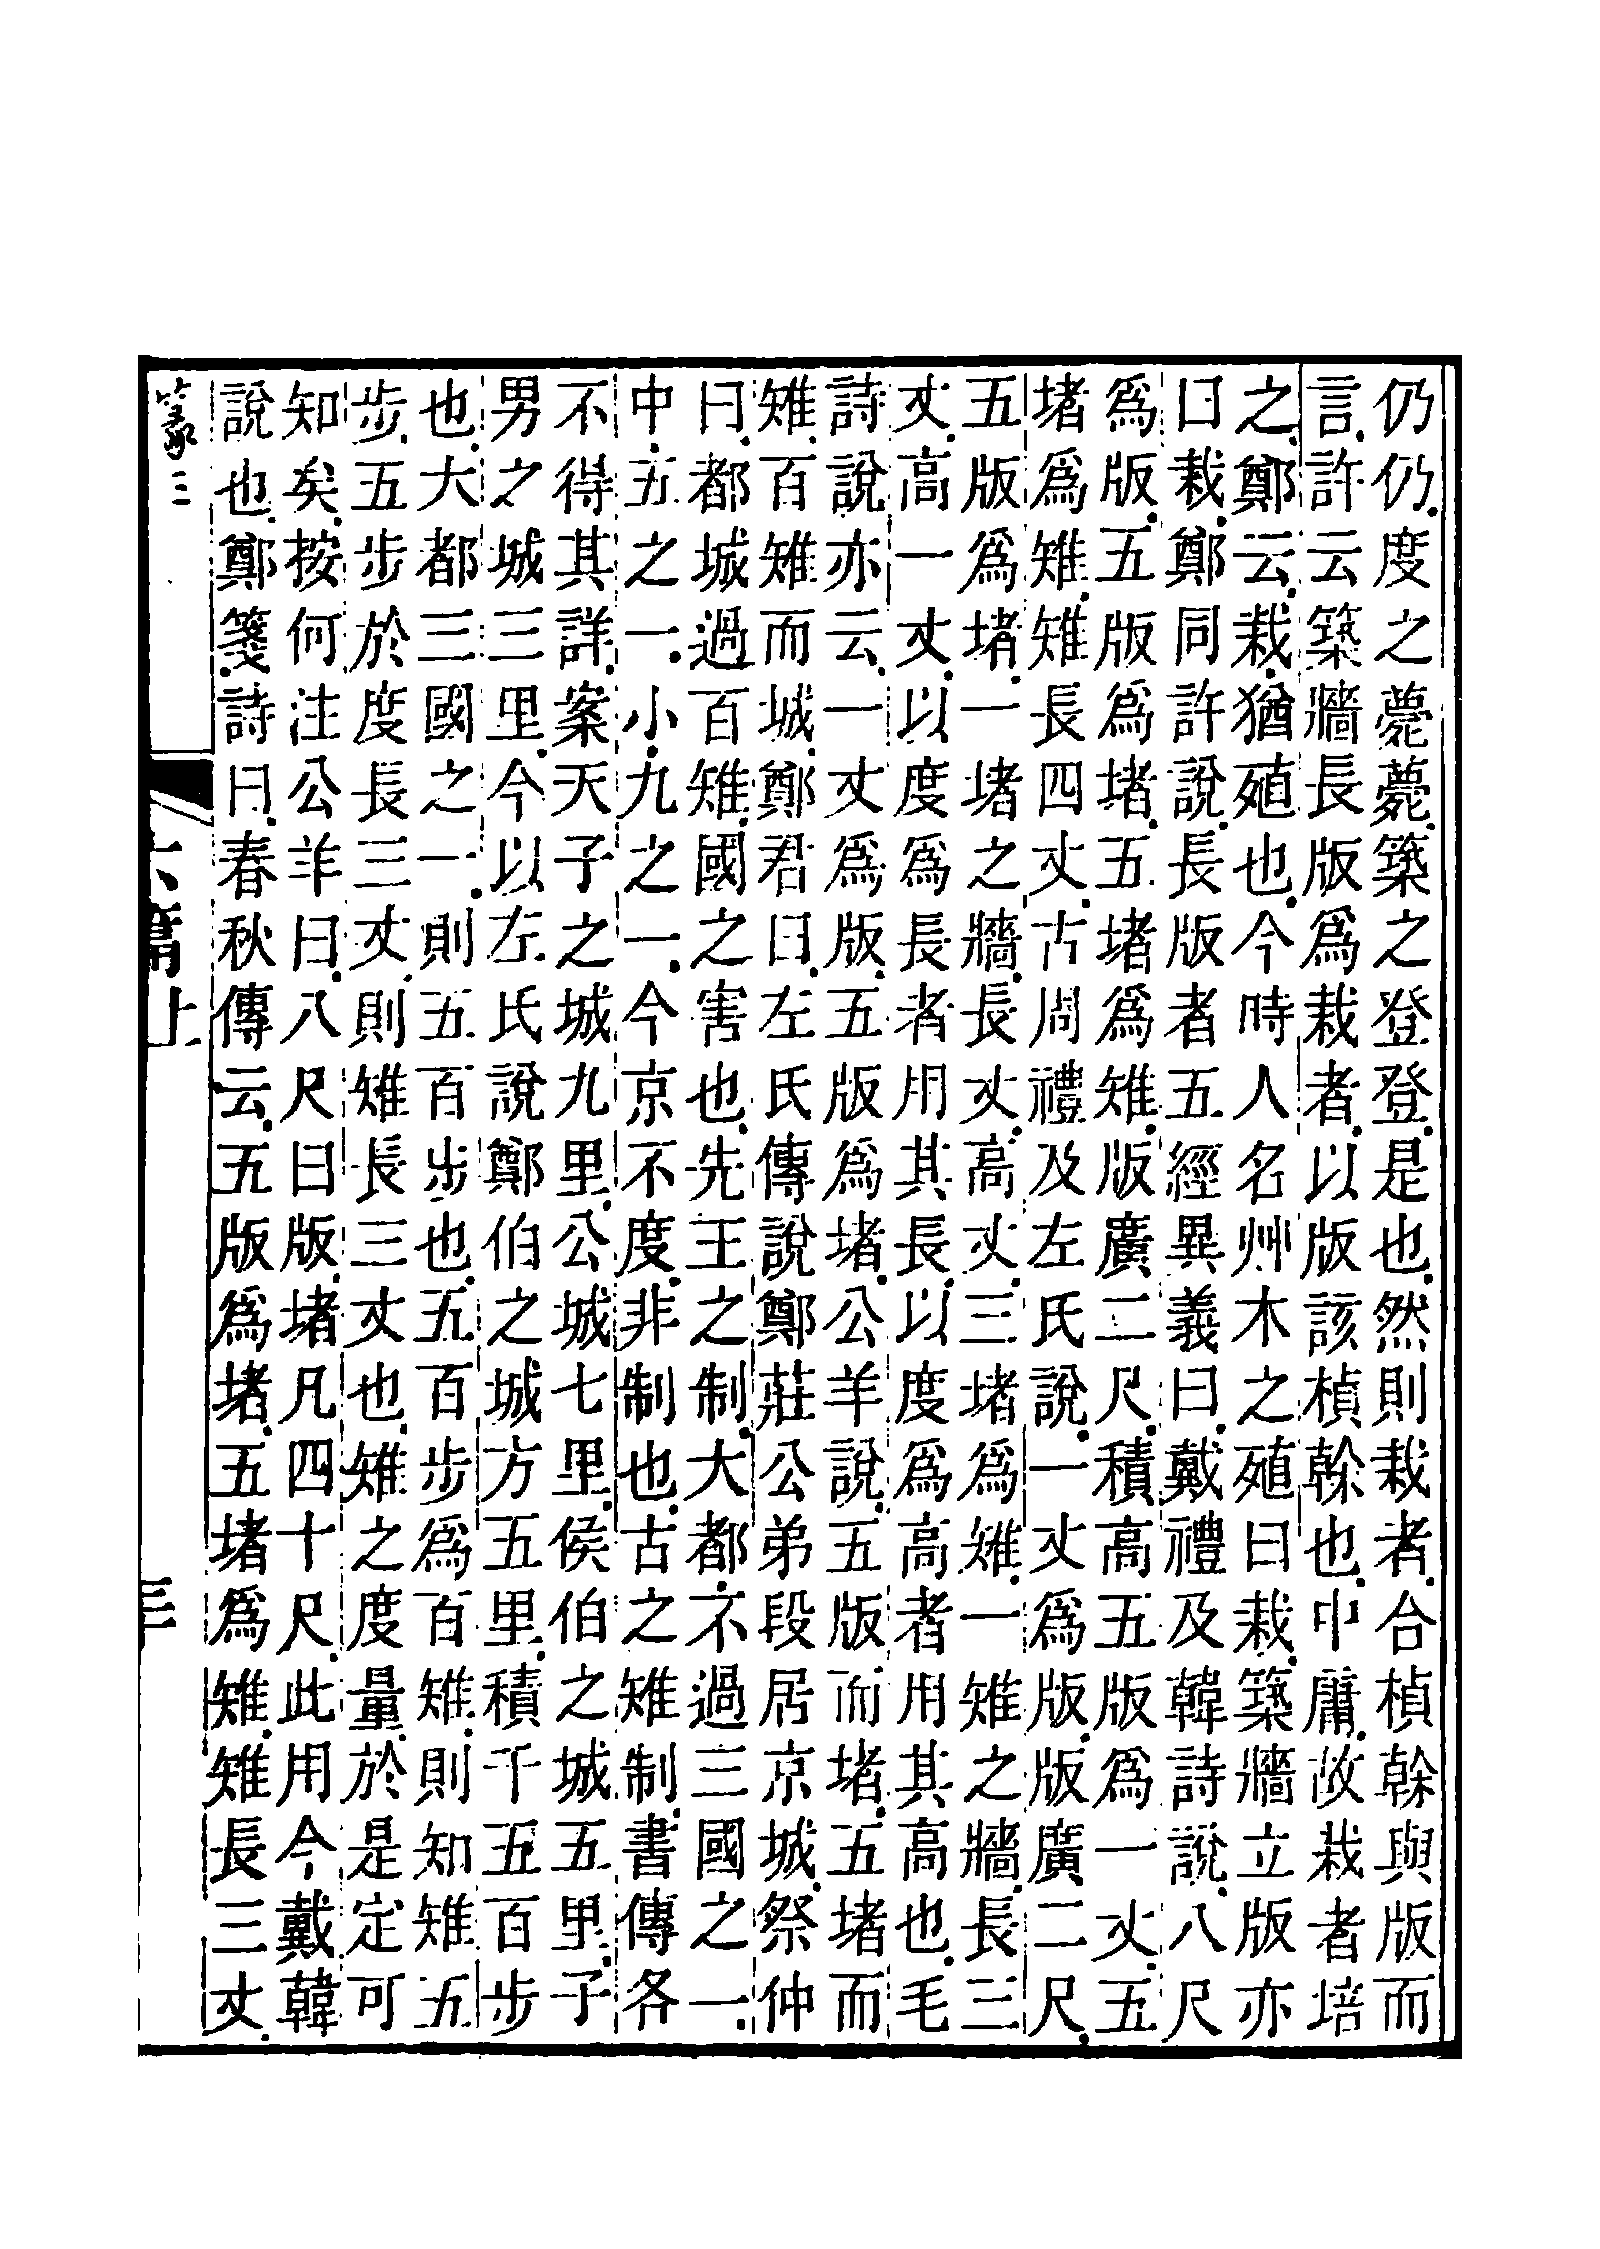 仍仍度之薨薨築之登登是也然則栽者合楨榦與版而
言許云築牆長版爲栽者以版該楨榦也中庸故栽者培
之鄭云栽猶殖也今時人名艸木之殖曰栽築牆立版亦
曰栽鄭同許說長版者五經異義曰戴禮及韓詩說八尺
爲版五版爲堵五堵爲雉版廣二尺積高五版爲一丈五
堵爲雉雉長四丈古周禮及左氏說一丈爲版版廣二尺
五版爲堵一堵之牆長丈高丈三堵爲雉一雉之牆長三
丈高一丈以度爲長者用其長以度爲高者用其高也毛
詩說亦云一丈爲版五版爲堵公羊說五版而堵五堵而
雉百雉而城鄭君曰左氏傳說鄭莊公弟段居京城祭仲
曰都城過百雉國之害也先王之制大都不過三國之一
中五之一小九之一今京不度非制也古之雉制書傳各
不得其詳案天子之城九里公城七里侯伯之城五里子
男之城三里今以左氏說鄭伯之城方五里積千五百步
也大都三國之一則五百步也五百步爲百雉則知雉五
步五步於度長三丈則雉長三丈也雉之度量於是定可
知矣按何注公羊曰八尺曰版堵凡四十尺此用今戴韓
說也鄭箋詩曰春秋傳云五版爲堵五堵爲雉雉長三丈
篆三
六篇上